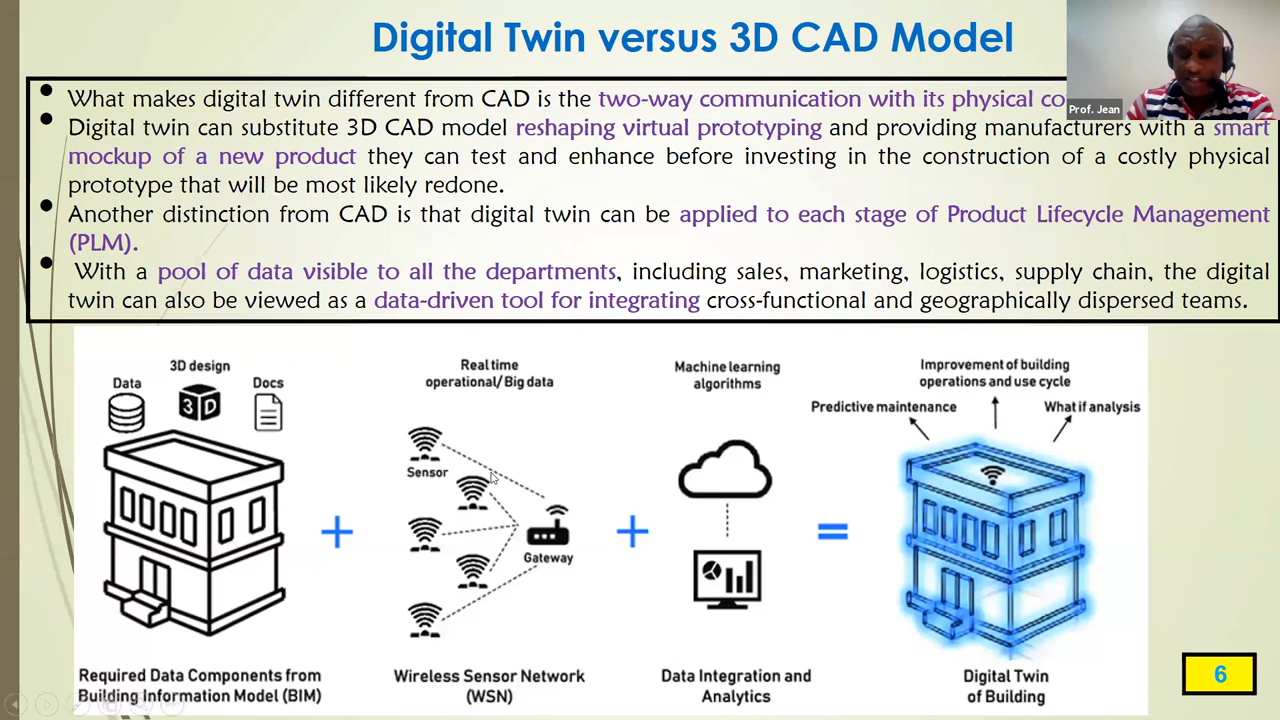 Digital Twin versus 3D CAD Model
What makes digital twin different from CAD is the two-way communication with its physical
Prof. Jean
Digital twin can substitute 3D CAD model reshaping virtual prototyping and providing manufacturers with a smart
mockup of a new product they can test and enhance before investing in the construction of a costly physical
prototype that will be most likely redone.
Another distinction from CAD is that digital twin can be applied to each stage of Product Lifecycle Management
(PLM).
With a pool of data visible to all the departments, including sales, marketing, logistics, supply chain, the digital
twin can also be viewed as a data-driven tool for integrating cross-functional and geographically dispersed teams.
Data
3D design
3D
Docs
Required Data Components from
Building Information Model (BIM)
+
Real time
operational/Big data
Sensor
Gateway
Wireless Sensor Network
(WSN)
+
Machine learning
algorithms
Data Integration and
Analytics
=
Improvement of building
operations and use cycle
Predictive maintenance
What if analysis
Digital Twin
of Building
6